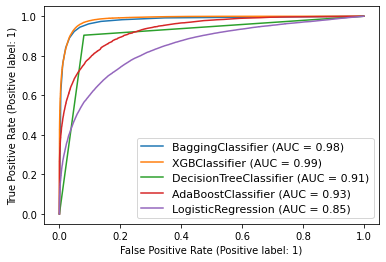 1.0
0.8
0.6
0.4
0.2
0.0
True Positive Rate (Positive label: 1)
BaggingClassifier (AUC = 0.98)
XGBClassifier (AUC = 0.99)
DecisionTreeClassifier (AUC = 0.91)
AdaBoostClassifier (AUC = 0.93)
LogisticRegression (AUC = 0.85)
0.0 0.2 0.4 0.6 0.8 1.0
False Positive Rate (Positive label: 1)